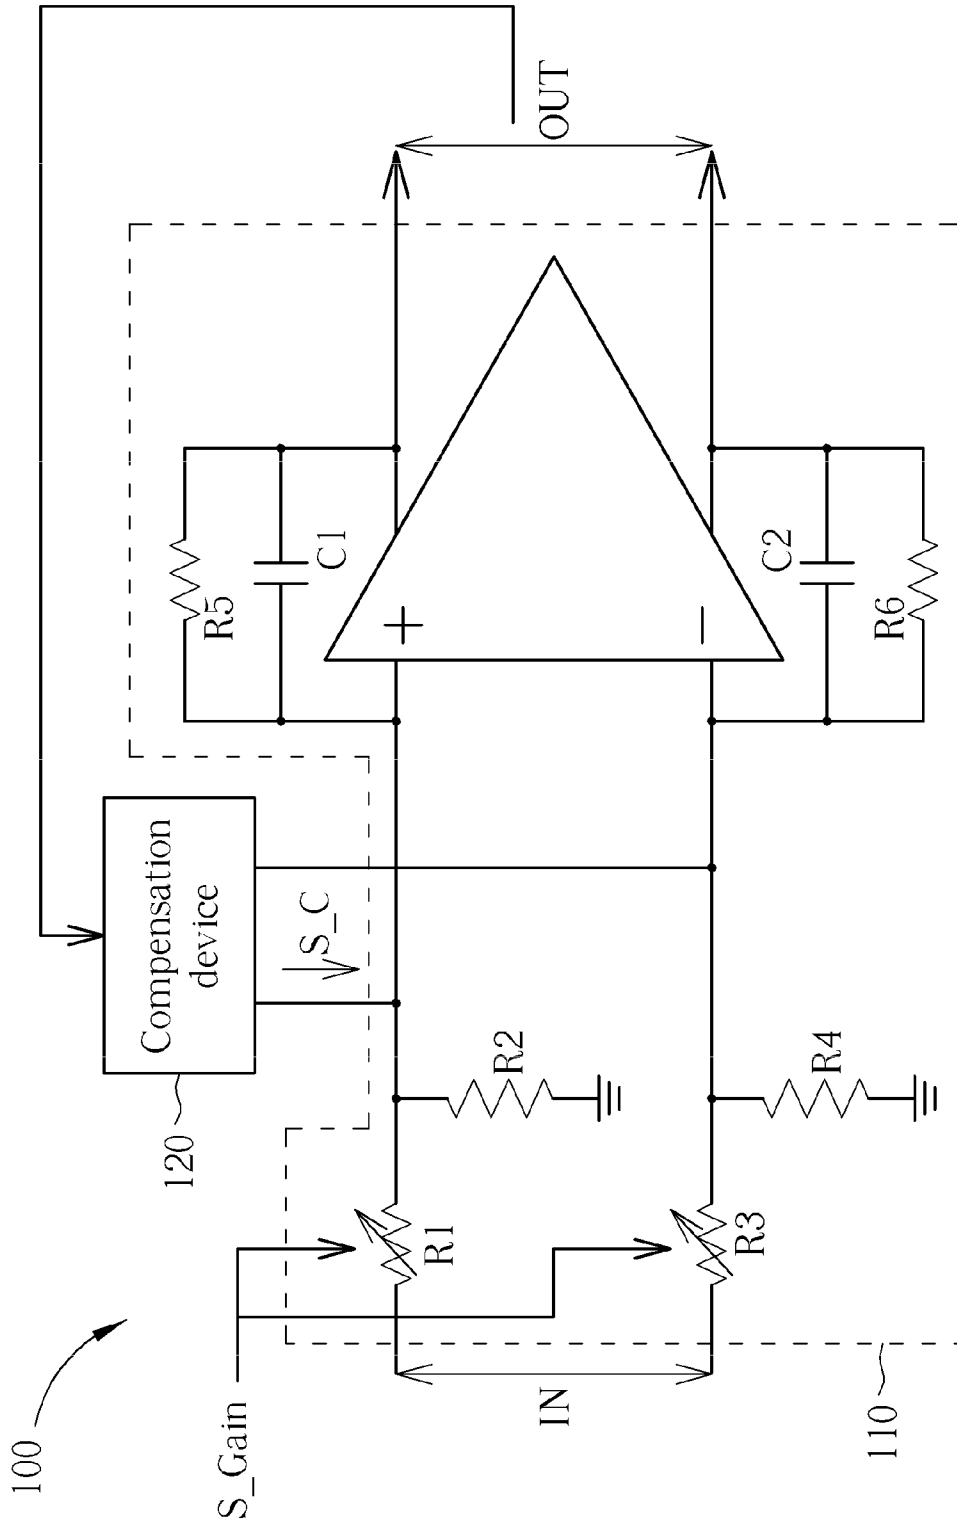 100
S_Gain
120
Compensation
device
S_C
IN
R1
R2
R3
R4
R5
C1
+
−
C2
R6
OUT
110